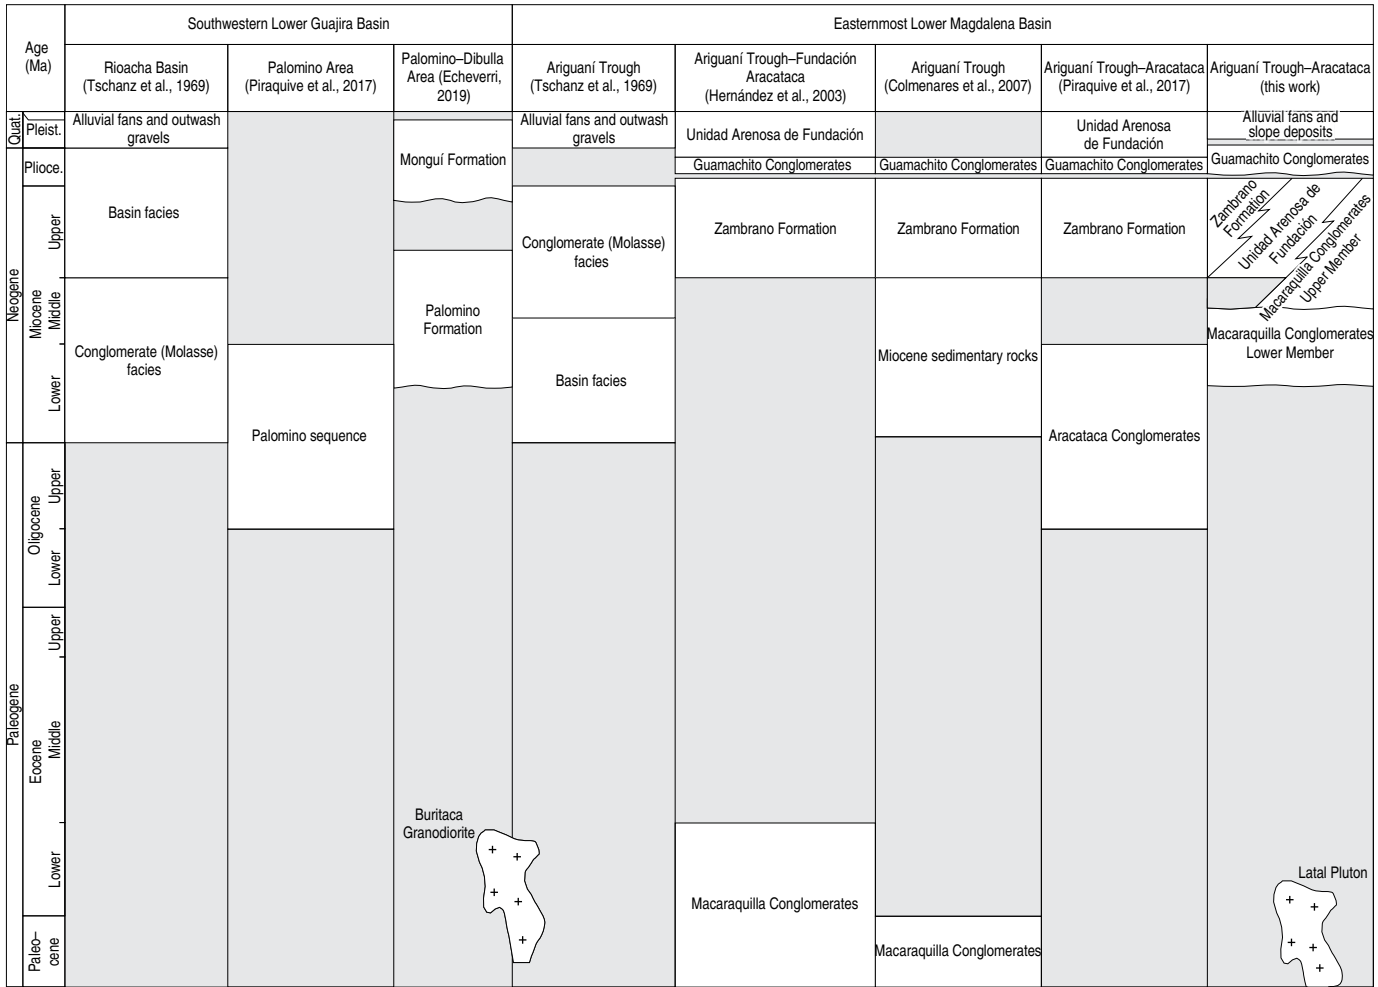 Southwestern Lower Guajira Basin
Easternmost Lower Magdalena Basin
Age
(Ma)
Rioacha Basin
(Tschanz et al., 1969)
Palomino Area
(Piraquive et al., 2017)
Palomino–Dibulla
Area (Echeverri,
2019)
Ariguaní Trough
(Tschanz et al., 1969)
Ariguaní Trough–Fundación
Aracataca
(Hernández et al., 2003)
Ariguaní Trough
(Colmenares et al., 2007)
Ariguaní Trough–Aracataca
(Piraquive et al., 2017)
Ariguaní Trough–Aracataca
(this work)
Quat.
Pleist.
Neogene
Plioce.
Miocene
Upper
Middle
Lower
Paleogene
Oligocene
Upper
Lower
Eocene
Upper
Middle
Lower
Paleo–
cene
Alluvial fans and outwash
gravels
Basin facies
Conglomerate (Molasse)
facies
Palomino sequence
Monguí Formation
Palomino
Formation
Buritaca
Granodiorite
Alluvial fans and outwash
gravels
Conglomerate (Molasse)
facies
Basin facies
Unidad Arenosa de Fundación
Guamachito Conglomerates
Zambrano Formation
Macaraquilla Conglomerates
Guamachito Conglomerates
Zambrano Formation
Miocene sedimentary rocks
Macaraquilla Conglomerates
Unidad Arenosa
de Fundación
Guamachito Conglomerates
Zambrano Formation
Aracataca Conglomerates
Alluvial fans and
slope deposits
Guamachito Conglomerates
Zambrano
Formation
Unidad Arenosa de
Fundación
Macaraquilla Conglomerates
Upper Member
Macaraquilla Conglomerates
Lower Member
Latal Pluton